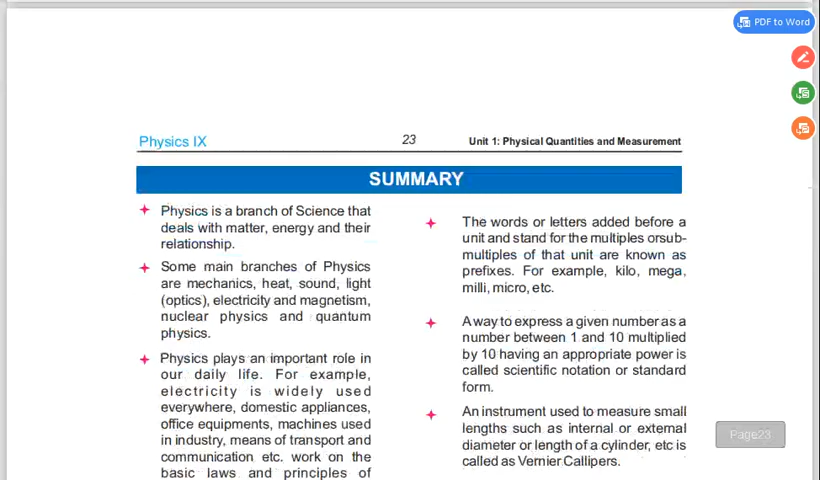 PDF to Word
Physics IX
23
Unit 1: Physical Quantities and Measurement
SUMMARY
Physics is a branch of Science that
deals with matter, energy and their
relationship.
Some main branches of Physics
are mechanics, heat, sound, light
(optics), electricity and magnetism,
nuclear physics and quantum
physics.
Physics plays an important role in
our daily life. For example,
electricity is widely used
everywhere, domestic appliances,
office equipments, machines used
in industry, means of transport and
communication etc. work on the
basic laws and principles of
The words or letters added before a
unit and stand for the multiples orsub-
multiples of that unit are known as
prefixes. For example, kilo, mega,
milli, micro, etc.
A way to express a given number as a
number between 1 and 10 multiplied
by 10 having an appropriate power is
called scientific notation or standard
form.
An instrument used to measure small
lengths such as internal or external
diameter or length of a cylinder, etc is
called as Vernier Callipers.
Page23